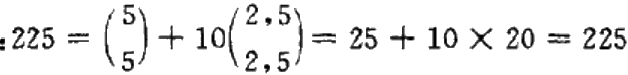 :225 = (5 5) + 10(2,5 2,5) = 25 + 10 × 20 = 225